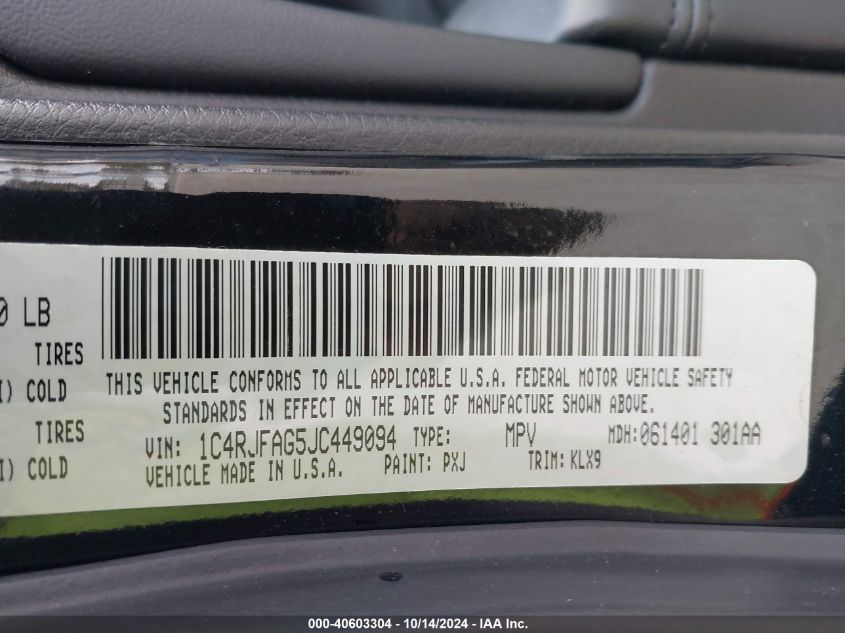 0 LB
TIRES
I) COLD
TIRES
I) COLD
THIS VEHICLE CONFORMS TO ALL APPLICABLE U.S.A. FEDERAL MOTOR VEHICLE SAFETY
STANDARDS IN EFFECT ON THE DATE OF MANUFACTURE SHOWN ABOVE.
VIN: 1C4RJFAG5JC449094 TYPE: MPV MDH:061401 301AA
VEHICLE MADE IN U.S.A. PAINT: PXJ TRIM:KLX9
000-40603304 - 10/14/2024 - IAA Inc.